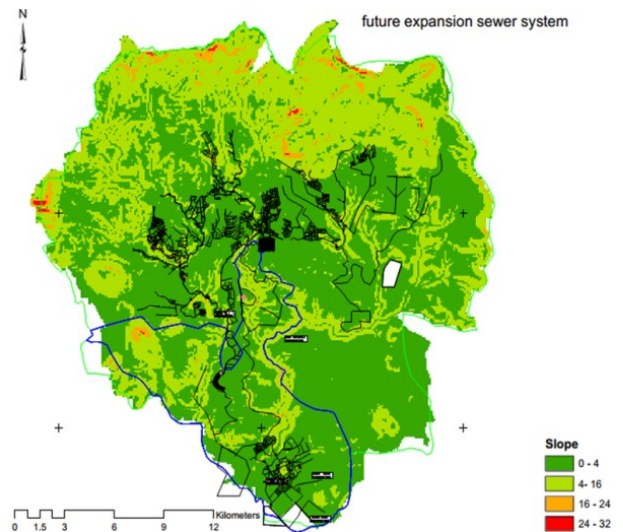 N
future expansion sewer system
Slope
0 - 4
4- 16
16 - 24
24 - 32
Kilometers
0 1.5 3 6 9 12